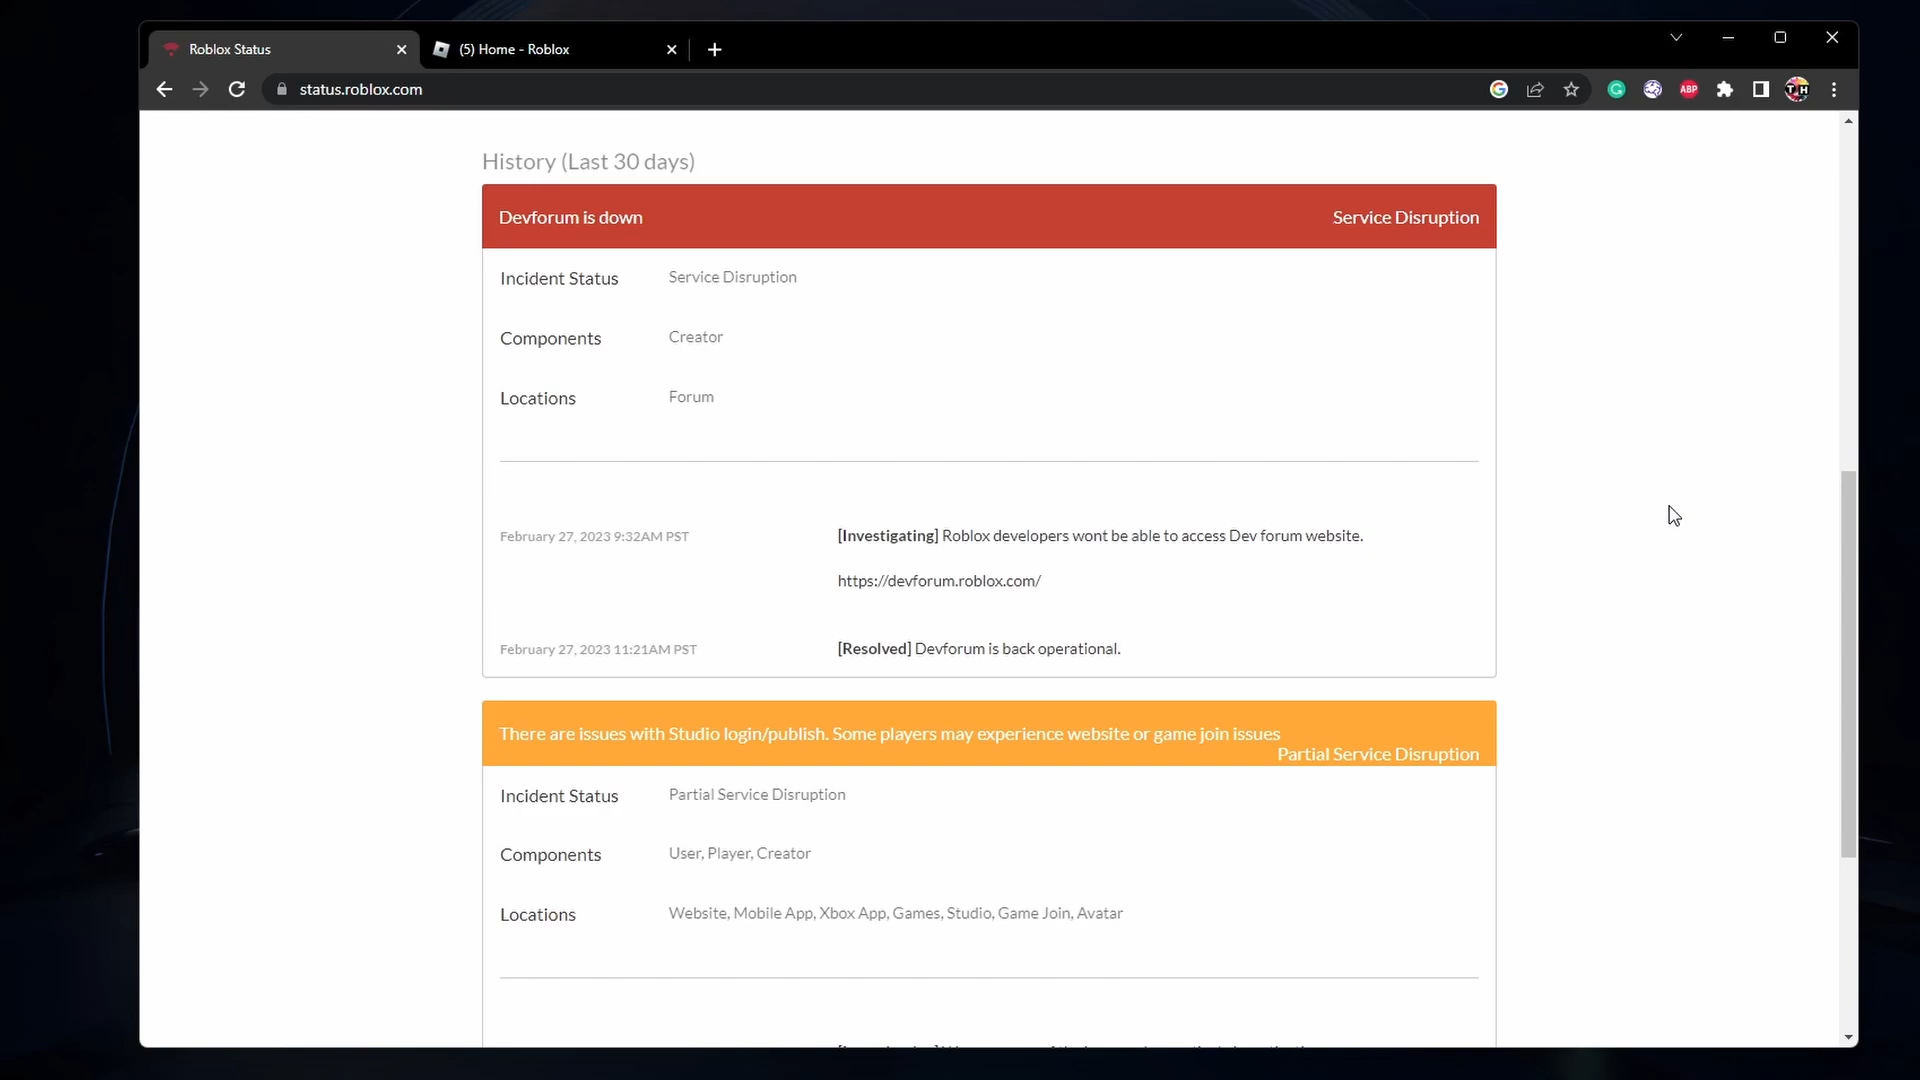 Roblox Status
(5) Home - Roblox
status.roblox.com
ABP
T H
History (Last 30 days)
Devforum is down Service Disruption
Incident Status Service Disruption
Components Creator
Locations Forum
February 27, 2023 9:32AM PST [Investigating] Roblox developers wont be able to access Dev forum website.
https://devforum.roblox.com/
February 27, 2023 11:21AM PST [Resolved] Devforum is back operational.
There are issues with Studio login/publish. Some players may experience website or game join issues
Partial Service Disruption
Incident Status Partial Service Disruption
Components User, Player, Creator
Locations Website, Mobile App, Xbox App, Games, Studio, Game Join, Avatar